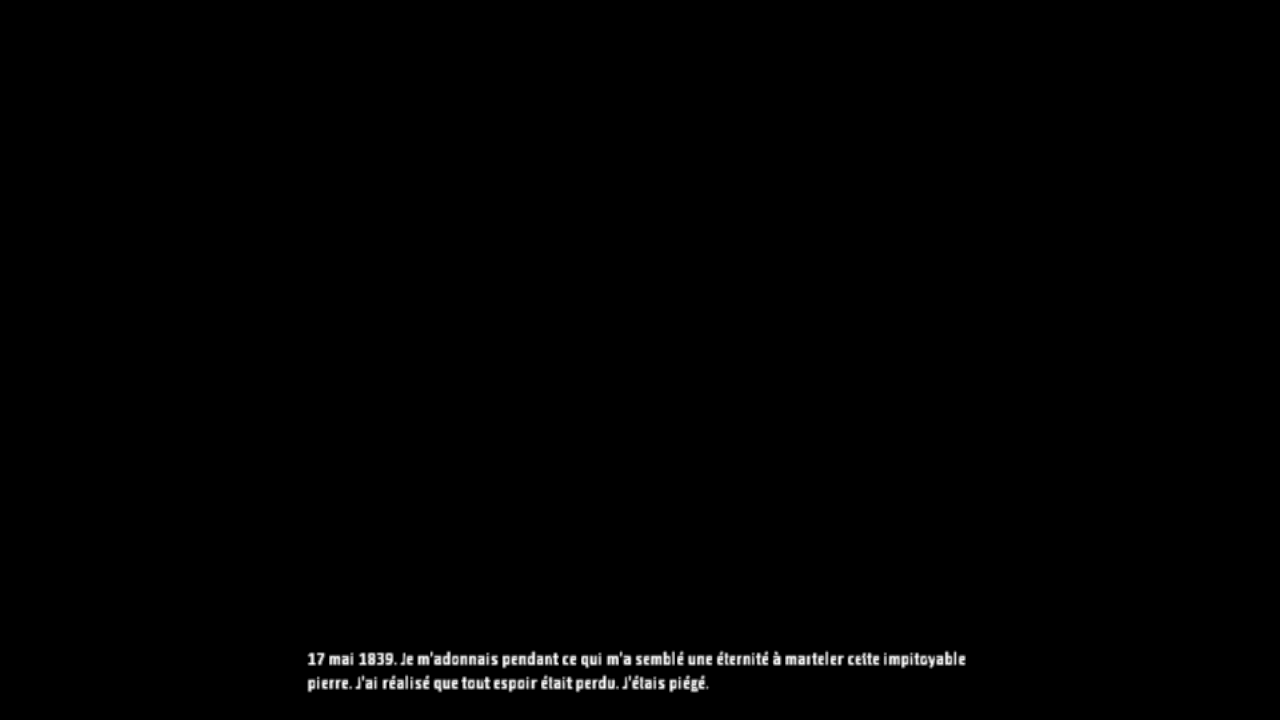 17 mai 1839. Je m'adonnais pendant ce qui m'a semblé une éternité à marteler cette impitoyable
pierre. J'ai réalisé que tout espoir était perdu. J'étais piégé.